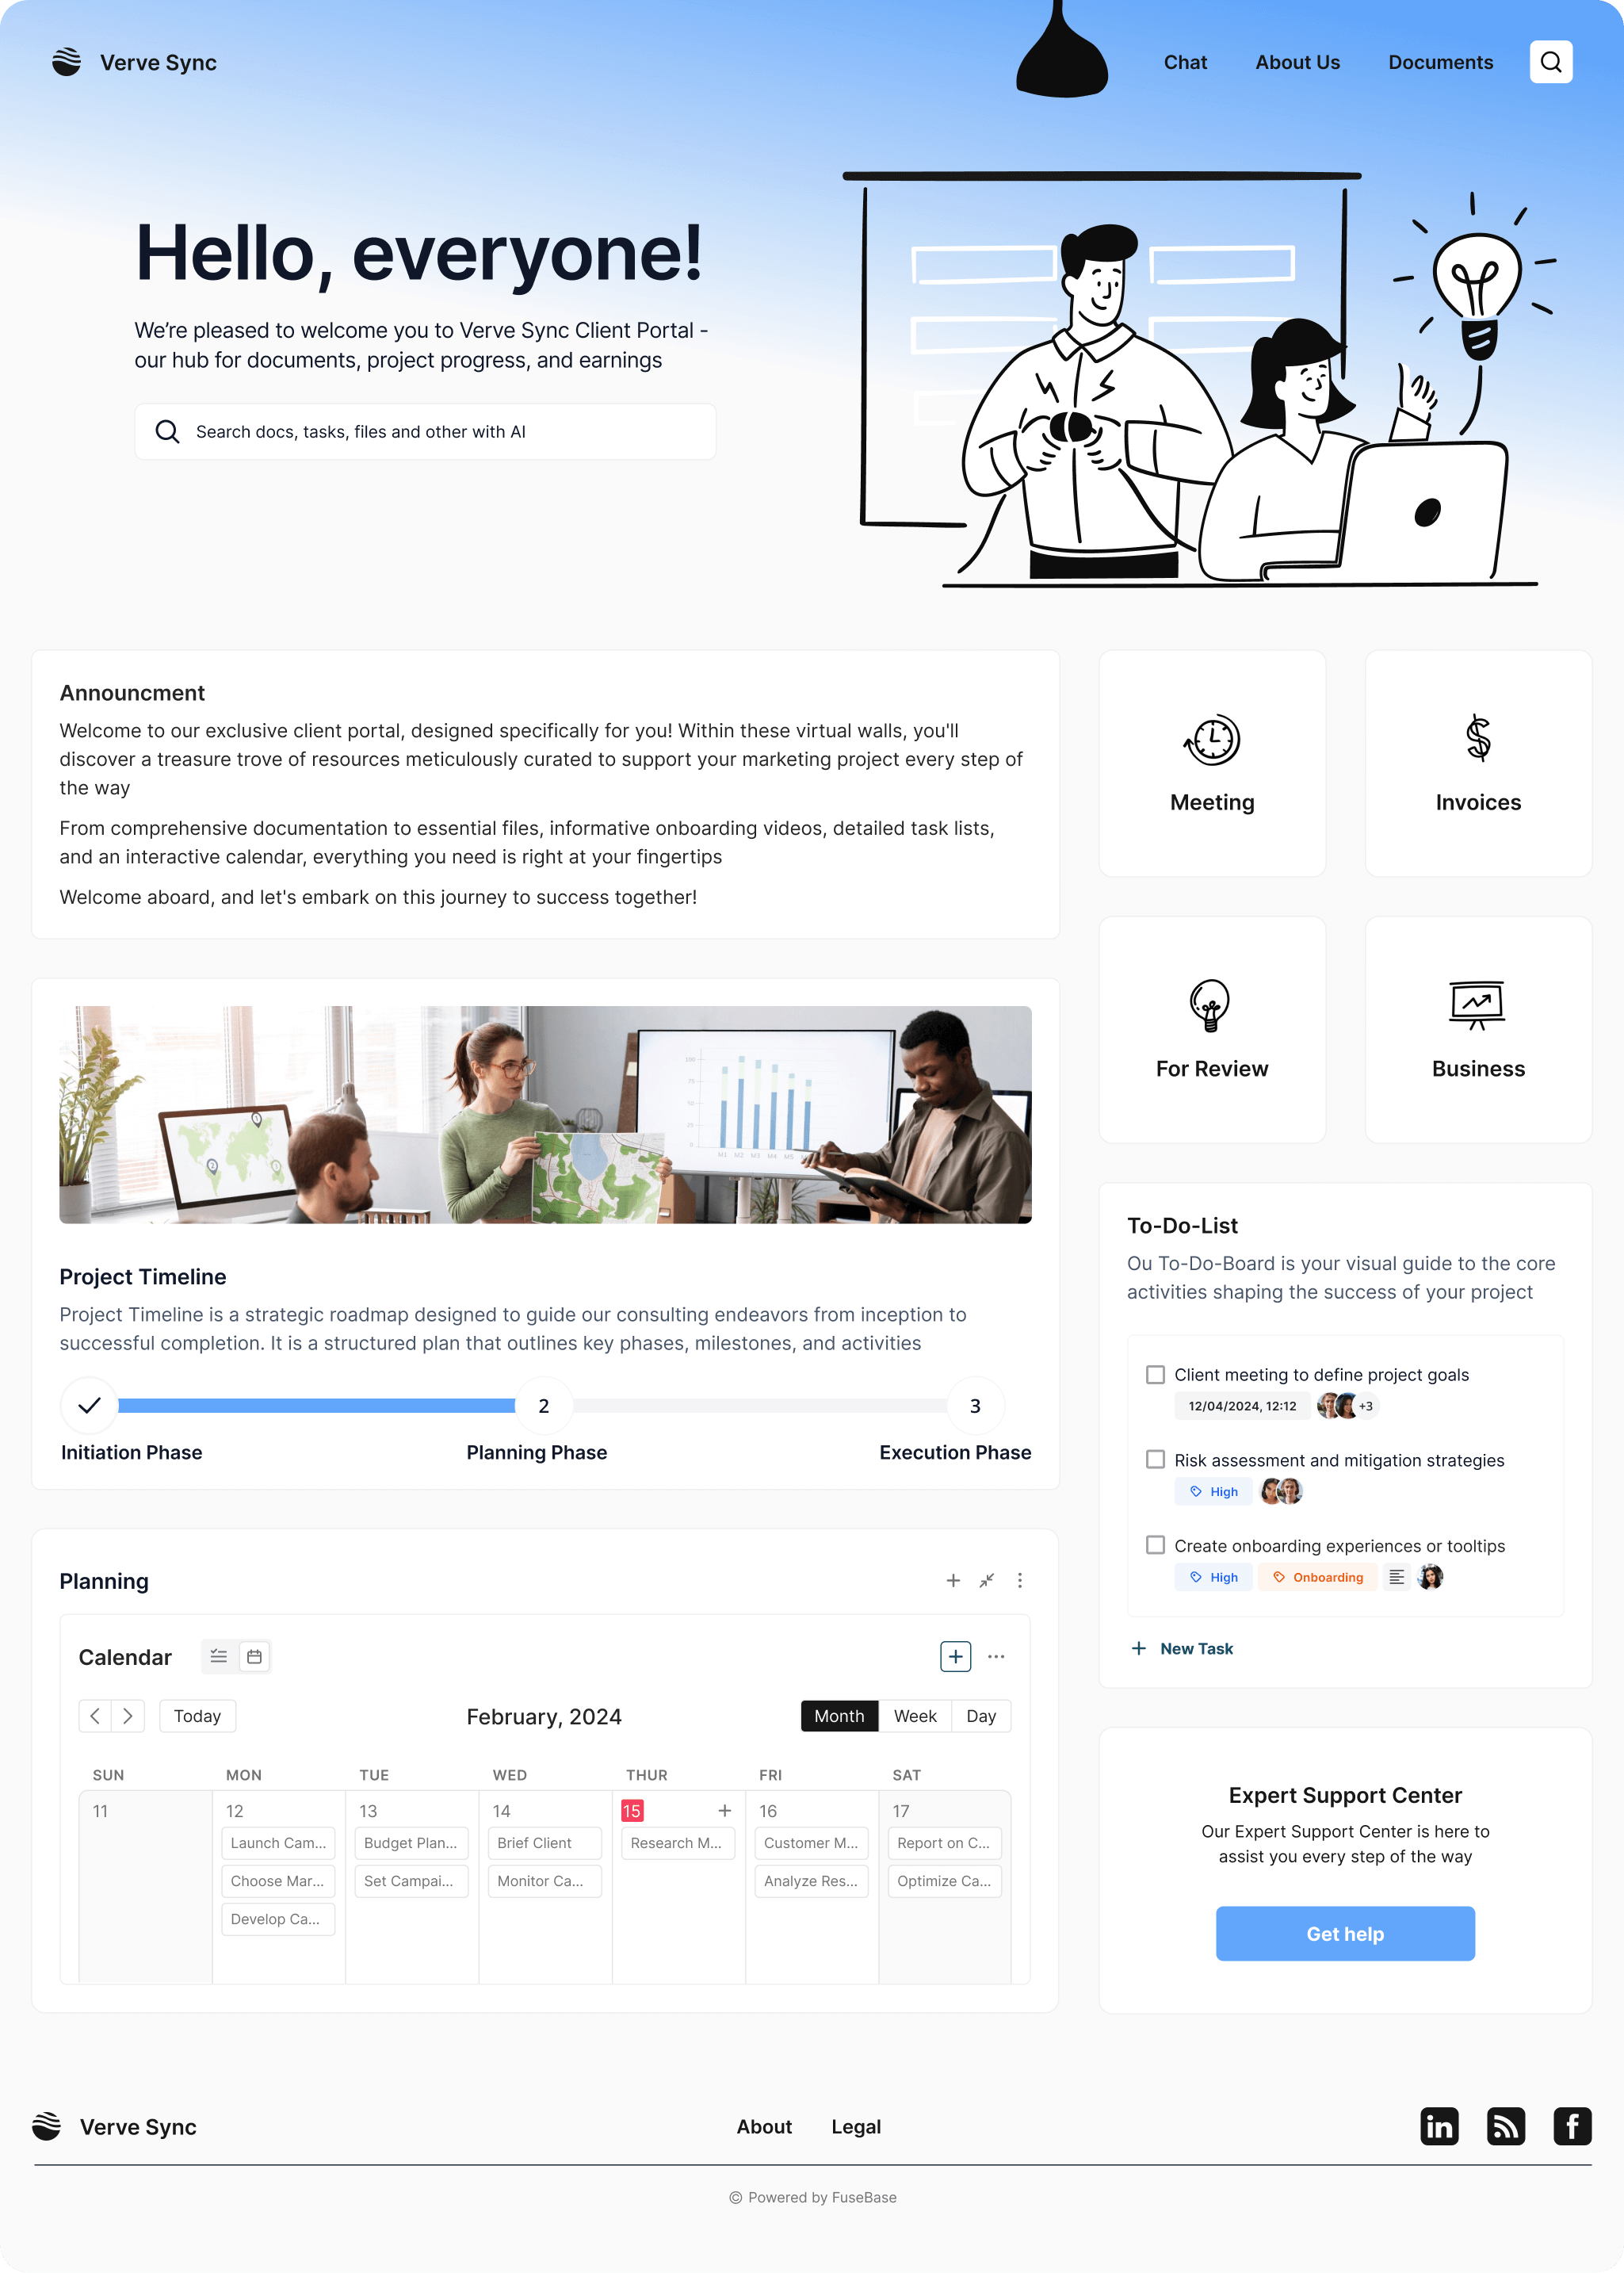 Verve Sync
Chat
About Us
Documents
Hello, everyone!
We're pleased to welcome you to Verve Sync Client Portal -
our hub for documents, project progress, and earnings
Search docs, tasks, files and other with AI
Announcment
Welcome to our exclusive client portal, designed specifically for you! Within these virtual walls, you'll
discover a treasure trove of resources meticulously curated to support your marketing project every step of
the way
From comprehensive documentation to essential files, informative onboarding videos, detailed task lists,
and an interactive calendar, everything you need is right at your fingertips
Welcome aboard, and let's embark on this journey to success together!
Meeting
Invoices
For Review
Business
100
75
50
25
0
M1 M2 M3 M4 M5
Project Timeline
Project Timeline is a strategic roadmap designed to guide our consulting endeavors from inception to
successful completion. It is a structured plan that outlines key phases, milestones, and activities
2
3
Initiation Phase
Planning Phase
Execution Phase
To-Do-List
Ou To-Do-Board is your visual guide to the core
activities shaping the success of your project
Client meeting to define project goals
12/04/2024, 12:12
+3
Risk assessment and mitigation strategies
High
Create onboarding experiences or tooltips
High
Onboarding
+ New Task
Planning
Calendar
Today
February, 2024
Month
Week
Day
SUN MON TUE WED THUR FRI SAT
11 12 13 14 15 + 16 17
Launch Cam... Budget Plan... Brief Client Research M... Customer M... Report on C...
Choose Mar... Set Campai... Monitor Ca... Analyze Res... Optimize Ca...
Develop Ca...
Expert Support Center
Our Expert Support Center is here to
assist you every step of the way
Get help
Verve Sync
About
Legal
in
f
© Powered by FuseBase